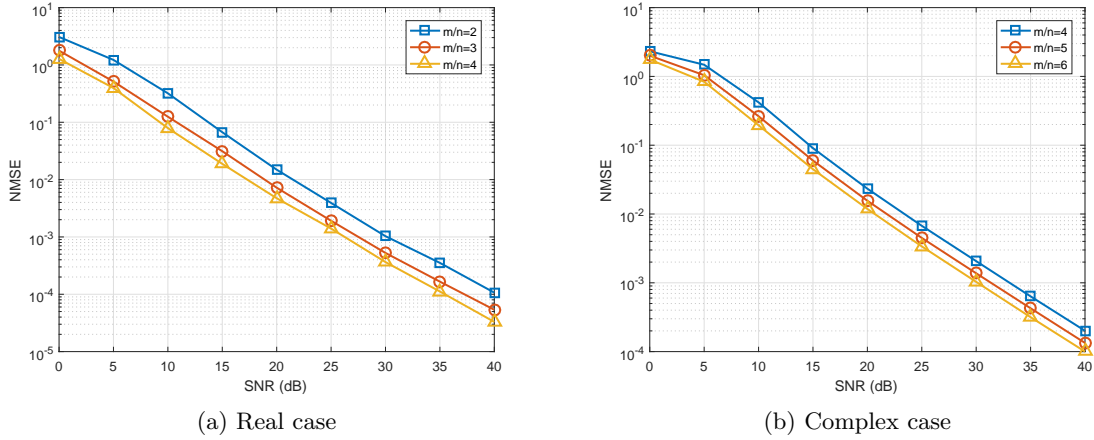 10^1
10^0
10^-1
10^-2
10^-3
10^-4
10^-5
NMSE
0 5 10 15 20 25 30 35 40
SNR (dB)
m/n=2
m/n=3
m/n=4
(a) Real case
10^1
10^0
10^-1
10^-2
10^-3
10^-4
NMSE
0 5 10 15 20 25 30 35 40
SNR (dB)
m/n=4
m/n=5
m/n=6
(b) Complex case